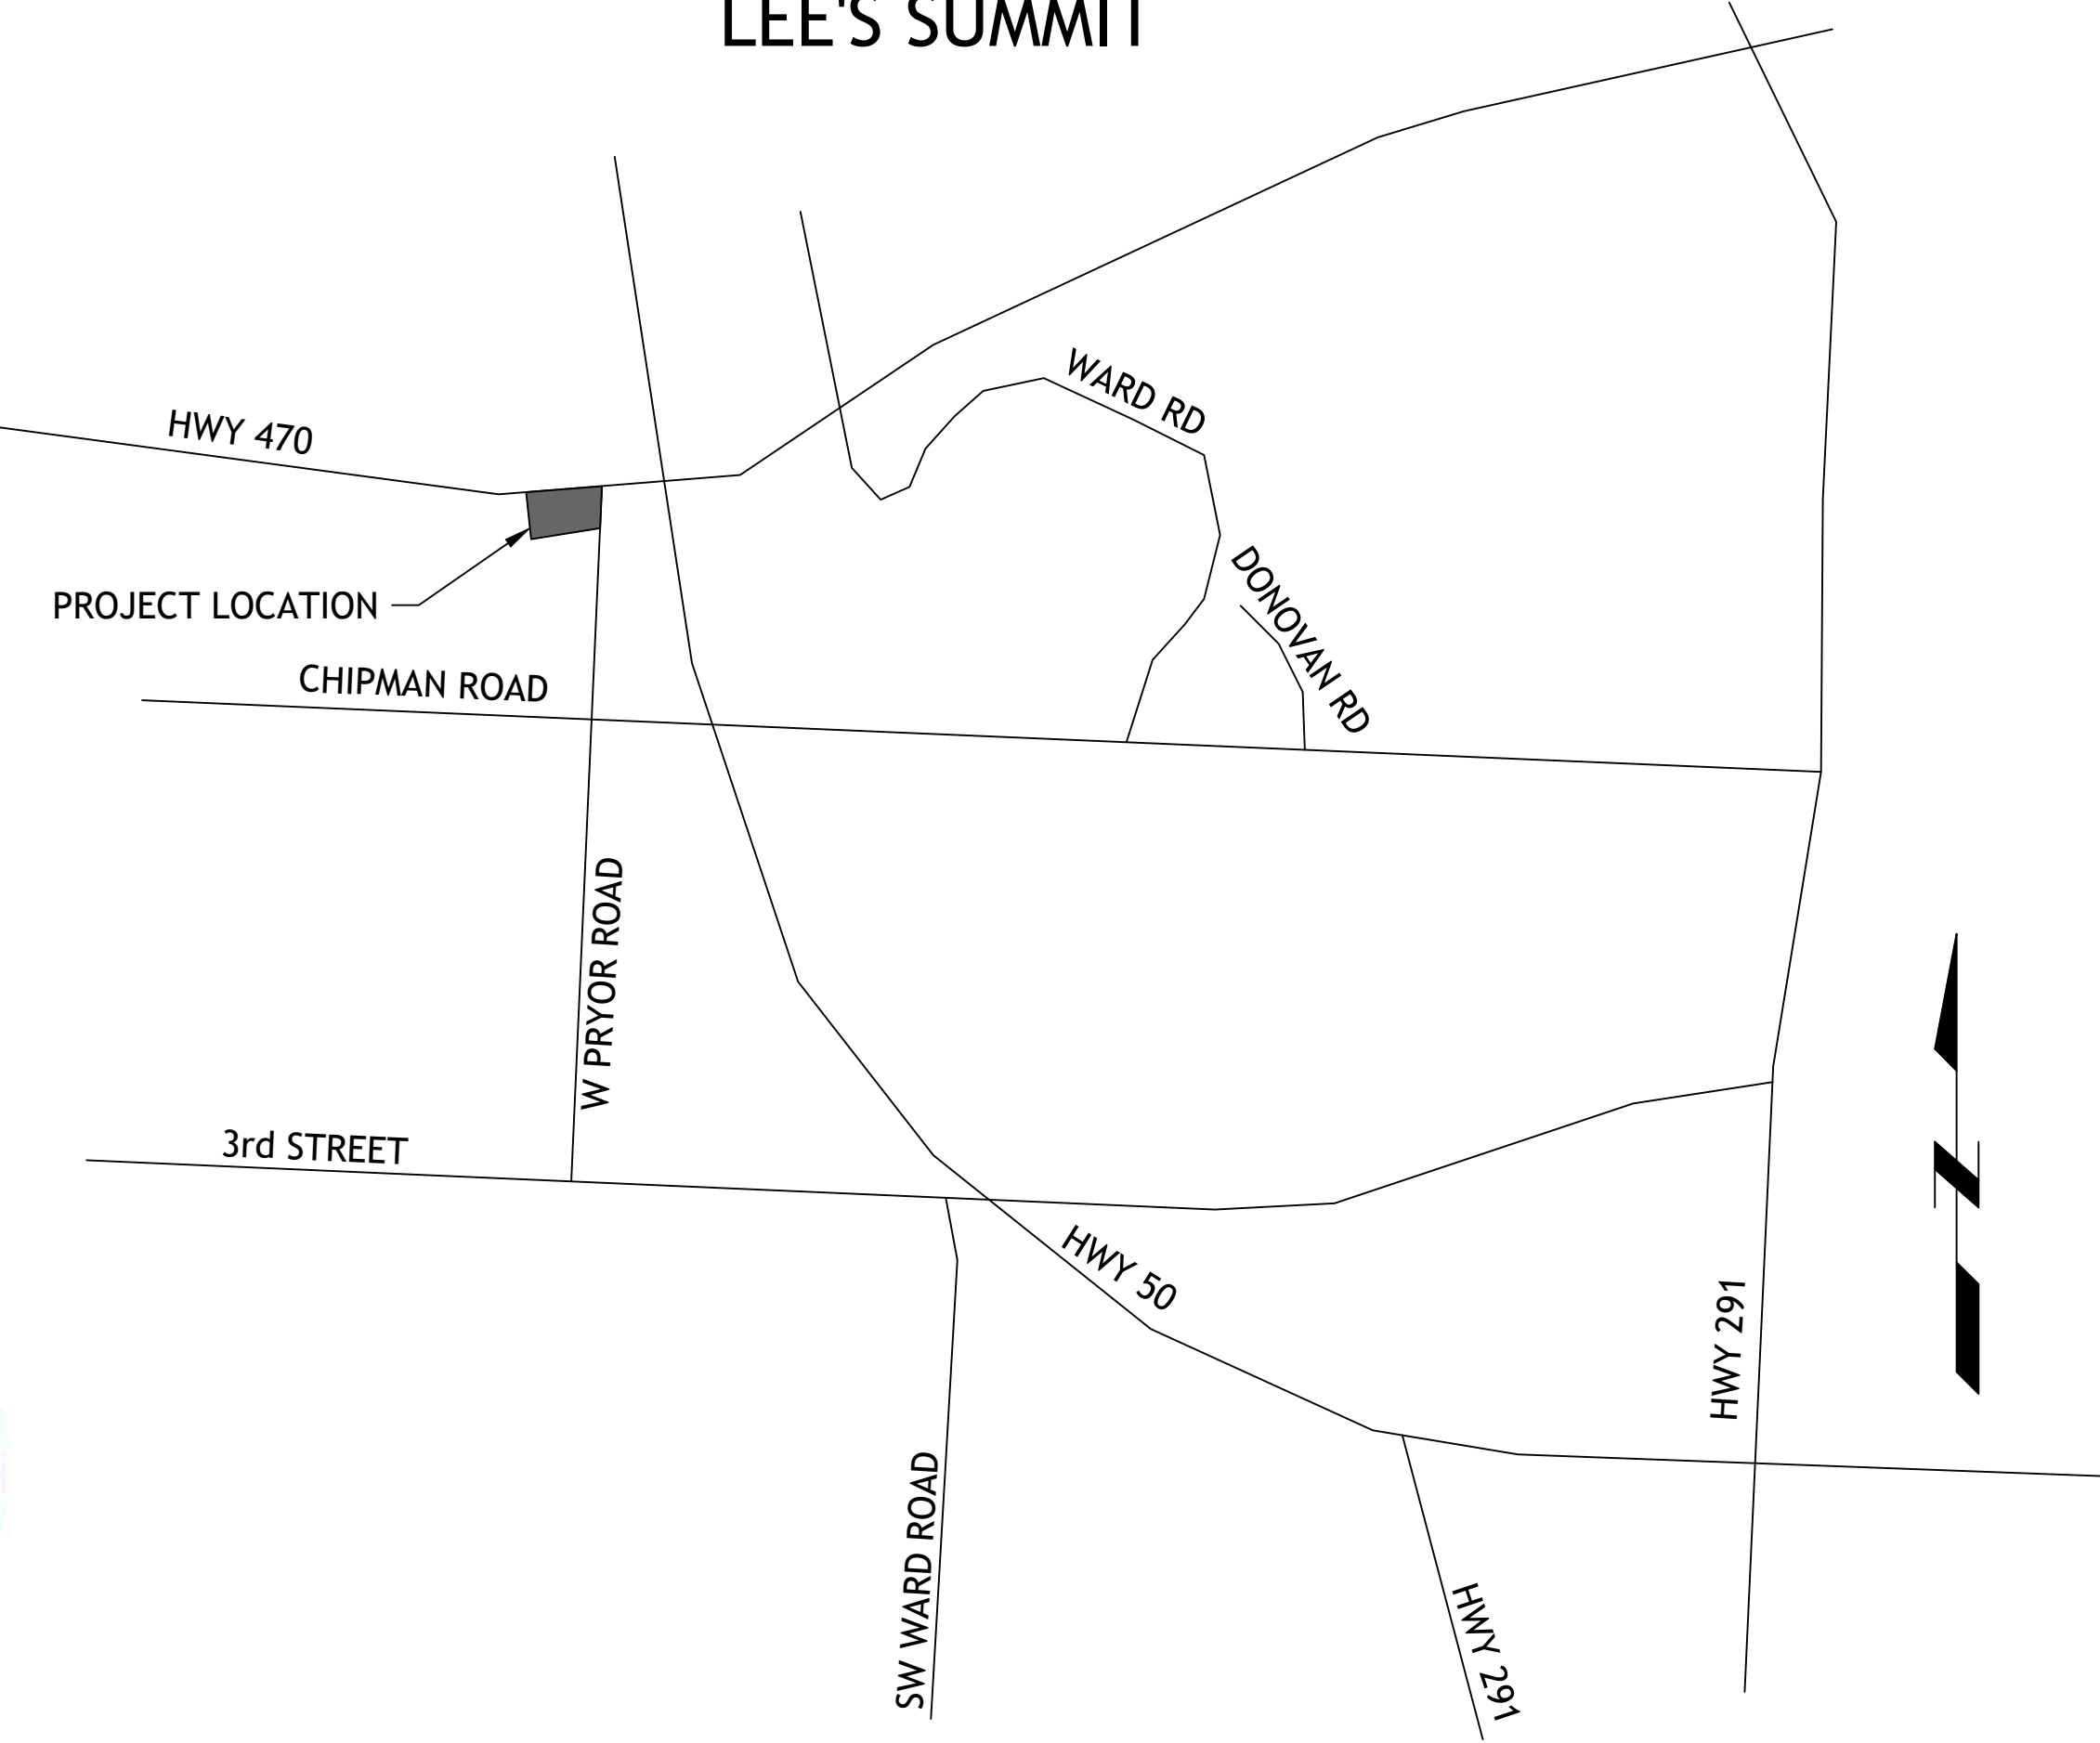 LEE'S SUMMIT
WARD RD
HWY 470
DONOVAN RD
PROJECT LOCATION
CHIPMAN ROAD
W PRYOR ROAD
3rd STREET
N
HWY 50
HWY 291
SW WARD ROAD
HWY 291